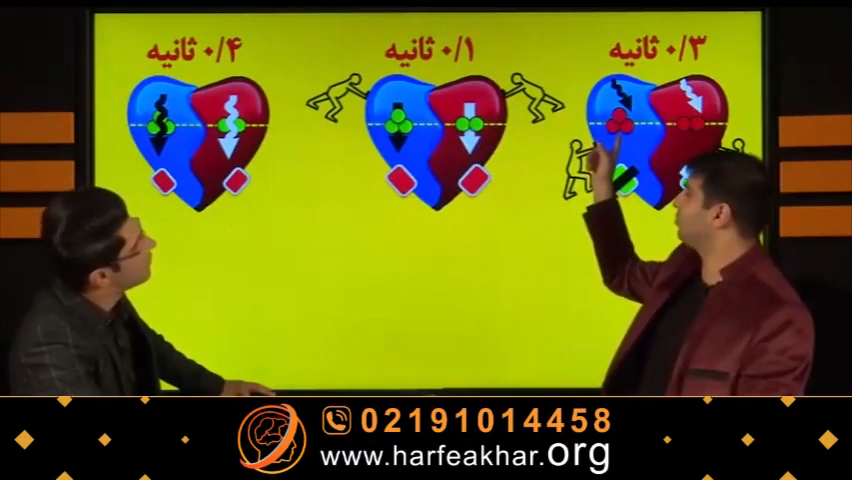 ۰/۴ ثانیه
۰/۱ ثانیه
۰/۳ ثانیه
02191014458
www.harfeakhar.org